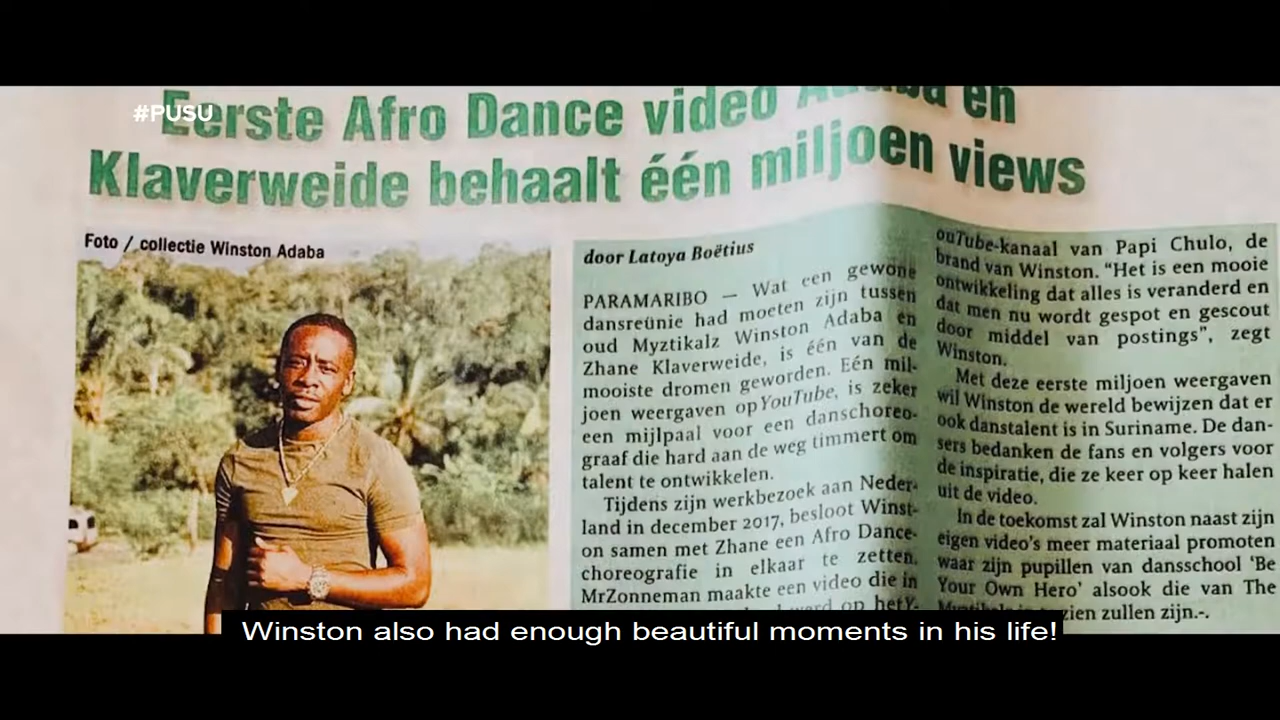 #PUSU
Eerste Afro Dance video Adaba en
Klaverweide behaalt één miljoen views
Foto / collectie Winston Adaba
door Latoya Boëtius
PARAMARIBO — Wat een gewone
dansreünie had moeten zijn tussen
oud Myztikalz Winston Adaba en
Zhane Klaverweide, is één van de
mooiste dromen geworden. Eén mil-
joen weergaven op YouTube, is zeker
een mijlpaal voor een danschoreo-
graaf die hard aan de weg timmert om
talent te ontwikkelen.
Tijdens zijn werkbezoek aan Neder-
land in december 2017, besloot Winst-
on samen met Zhane een Afro Dance-
choreografie in elkaar te zetten.
MrZonneman maakte een video die in
op het Y-
ouTube-kanaal van Papi Chulo, de
brand van Winston. “Het is een mooie
ontwikkeling dat alles is veranderd en
dat men nu wordt gespot en gescout
door middel van postings”, zegt
Winston.
Met deze eerste miljoen weergaven
wil Winston de wereld bewijzen dat er
ook danstalent is in Suriname. De dan-
sers bedanken de fans en volgers voor
de inspiratie, die ze keer op keer halen
uit de video.
In de toekomst zal Winston naast zijn
eigen video’s meer materiaal promoten
waar zijn pupillen van dansschool ‘Be
Your Own Hero’ alsook die van The
zien zullen zijn.-.
Winston also had enough beautiful moments in his life!